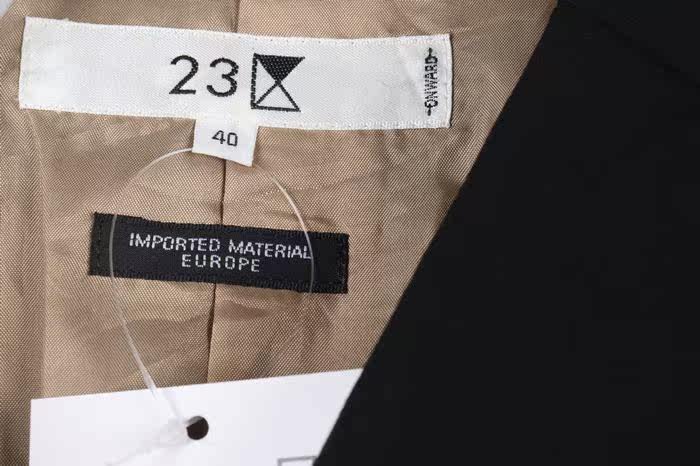 23
-ONWARD-
40
IMPORTED MATERIAL
EUROPE